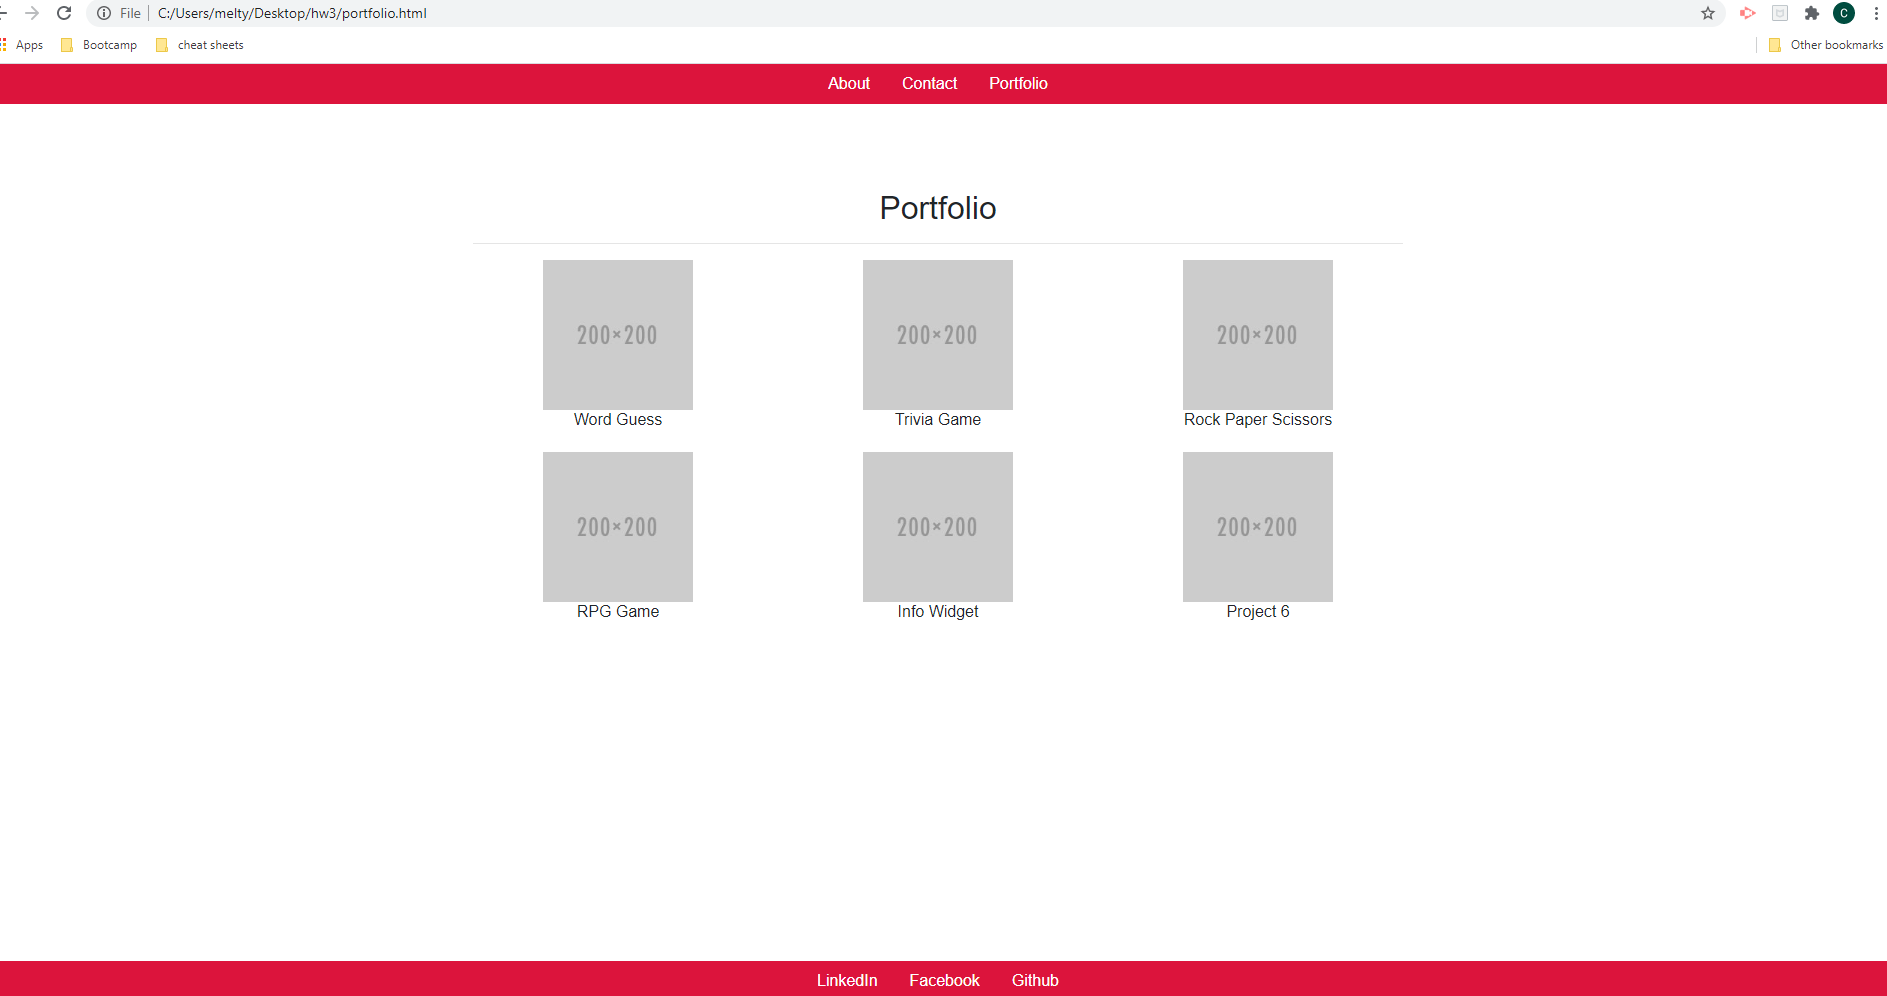 File C:/Users/melty/Desktop/hw3/portfolio.html C
Apps Bootcamp cheat sheets Other bookmarks
About Contact Portfolio
Portfolio
200×200 200×200 200×200
Word Guess Trivia Game Rock Paper Scissors
200×200 200×200 200×200
RPG Game Info Widget Project 6
LinkedIn Facebook Github